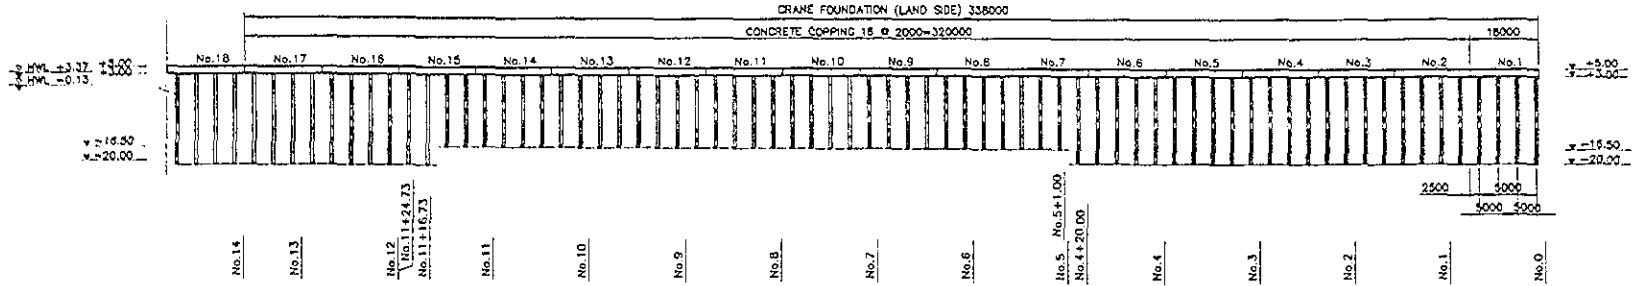 CRANE FOUNDATION (LAND SIDE) 338000
CONCRETE COPPING 16 @ 2000=320000
18000
No.18 No.17 No.16 No.15 No.14 No.13 No.12 No.11 No.10 No.9 No.8 No.7 No.6 No.5 No.4 No.3 No.2 No.1
HWL +3.37 +5.00
+3.00
HWL -0.13
+5.00
+3.00
-16.50
-20.00
-16.50
-20.00
2500 5000
5000 5000
No.14
No.13
No.12
No.11+24.73
No.11+16.73
No.11
No.10
No.9
No.8
No.7
No.6
No.5+1.00
No.5
No.4+20.00
No.4
No.3
No.2
No.1
No.0